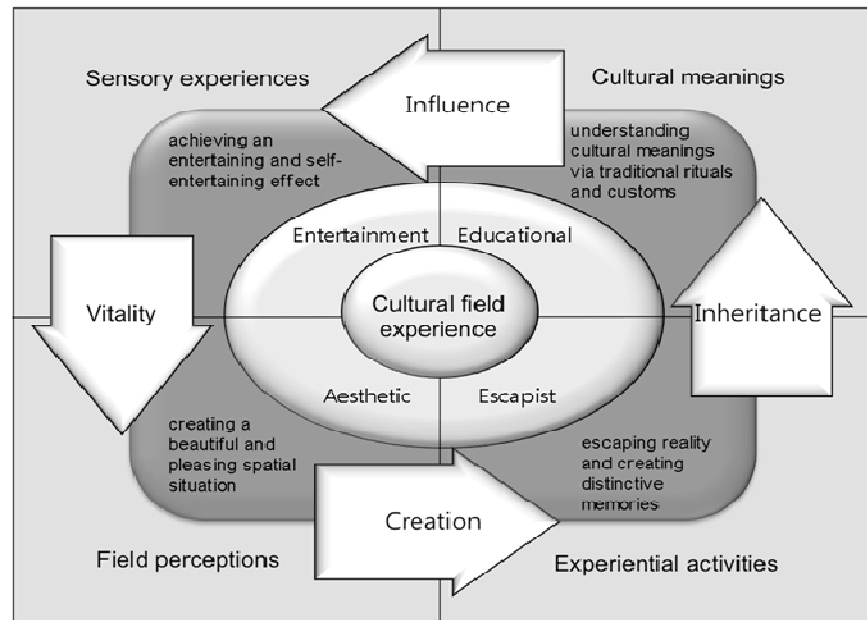 Sensory experiences
Influence
Cultural meanings
achieving an
entertaining and self-
entertaining effect
understanding
cultural meanings
via traditional rituals
and customs
Entertainment
Educational
Vitality
Cultural field
experience
Inheritance
Aesthetic
Escapist
creating a
beautiful and
pleasing spatial
situation
escaping reality
and creating
distinctive
memories
Creation
Field perceptions
Experiential activities